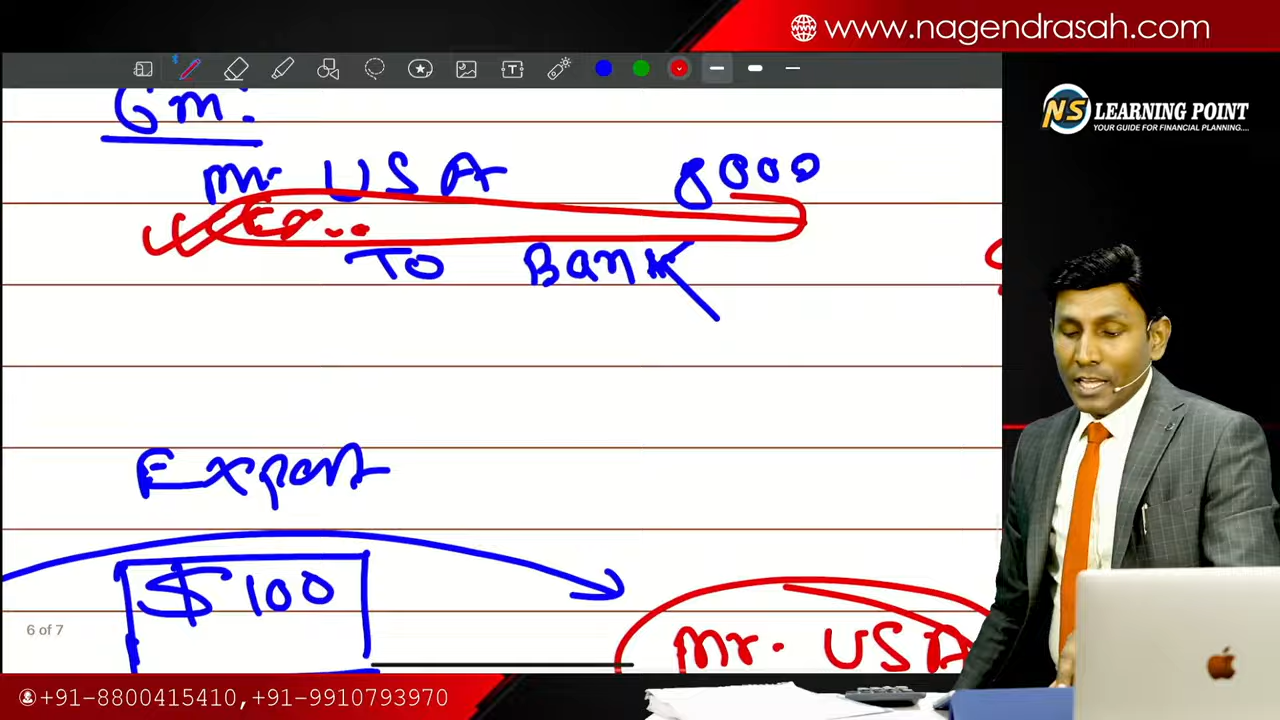 www.nagendrasah.com
NS LEARNING POINT
YOUR GUIDE FOR FINANCIAL PLANNING....
Mr. USA 8000
TO Bank
Export
$100
6 of 7
Mr. USA
+91-8800415410,+91-9910793970